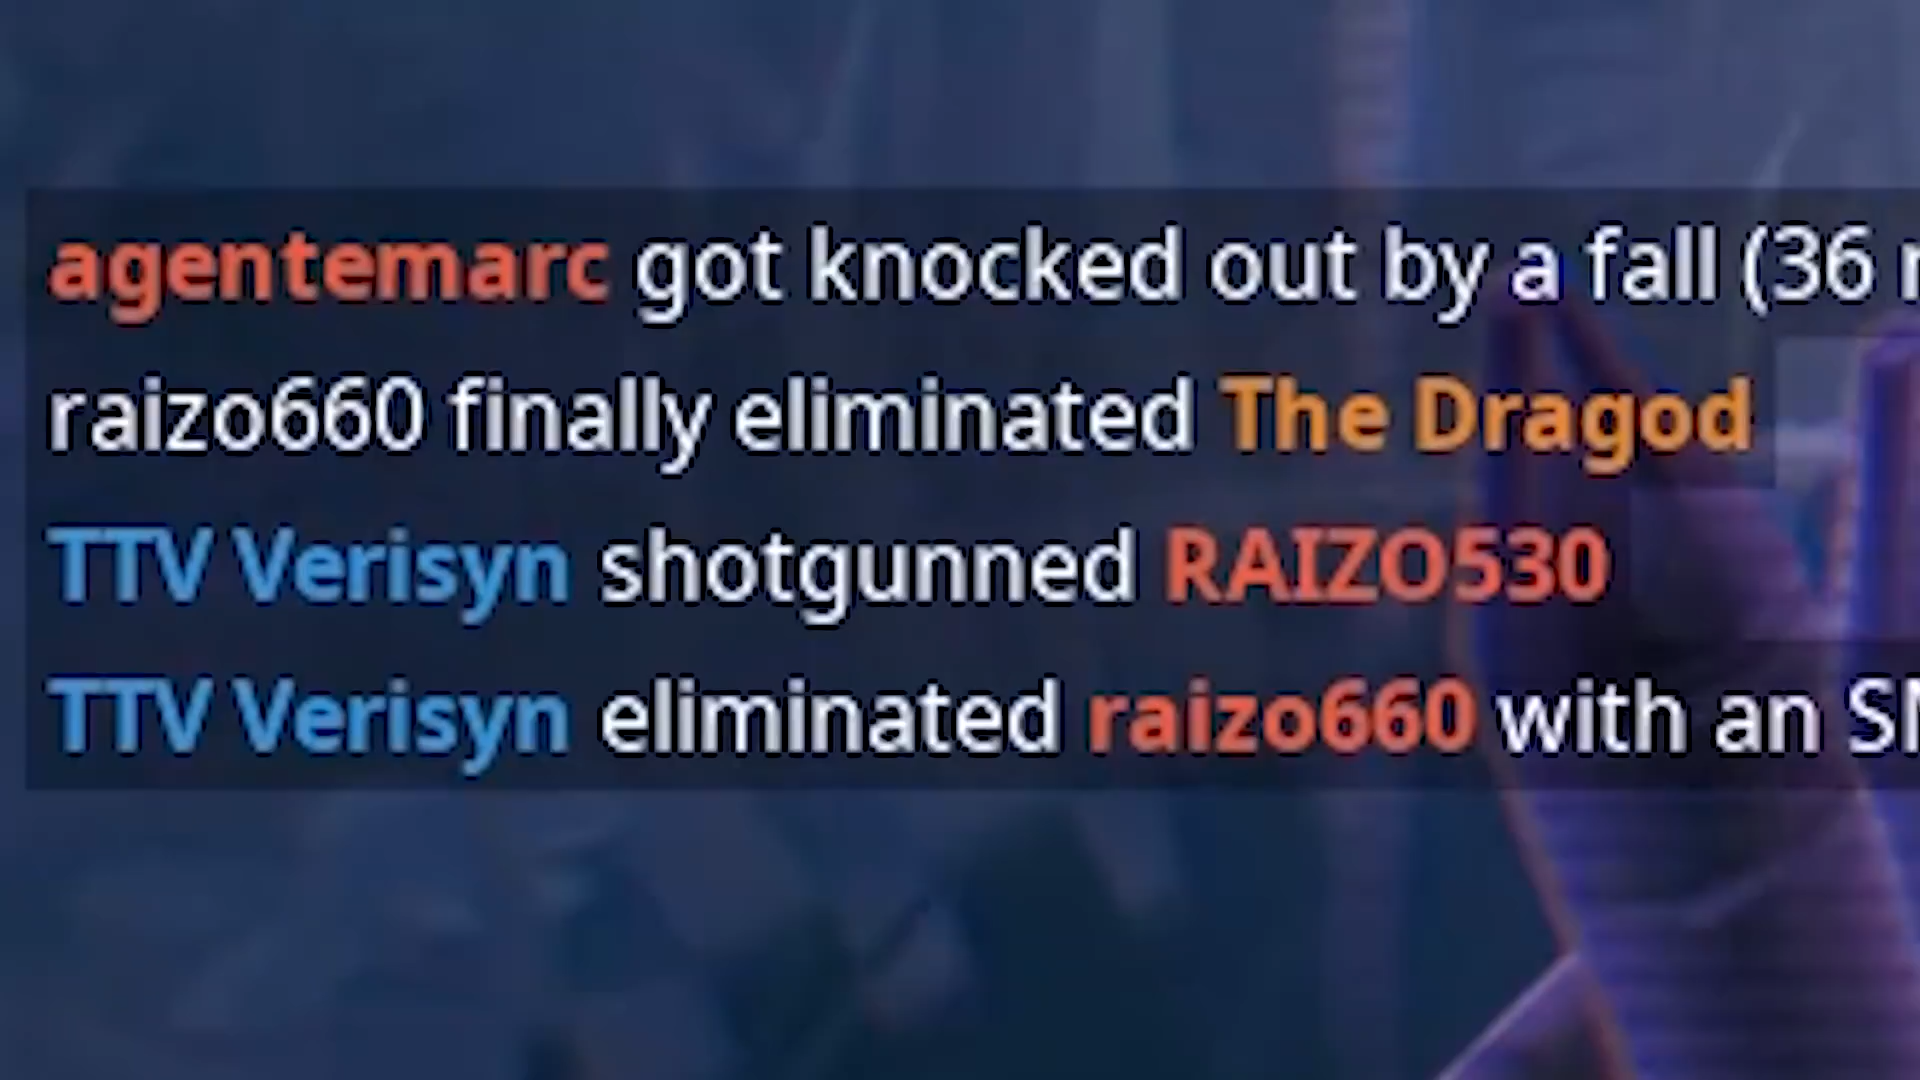 agentemarc got knocked out by a fall (36
raizo660 finally eliminated The Dragod
TTV Verisyn shotgunned RAIZO530
TTV Verisyn eliminated raizo660 with an